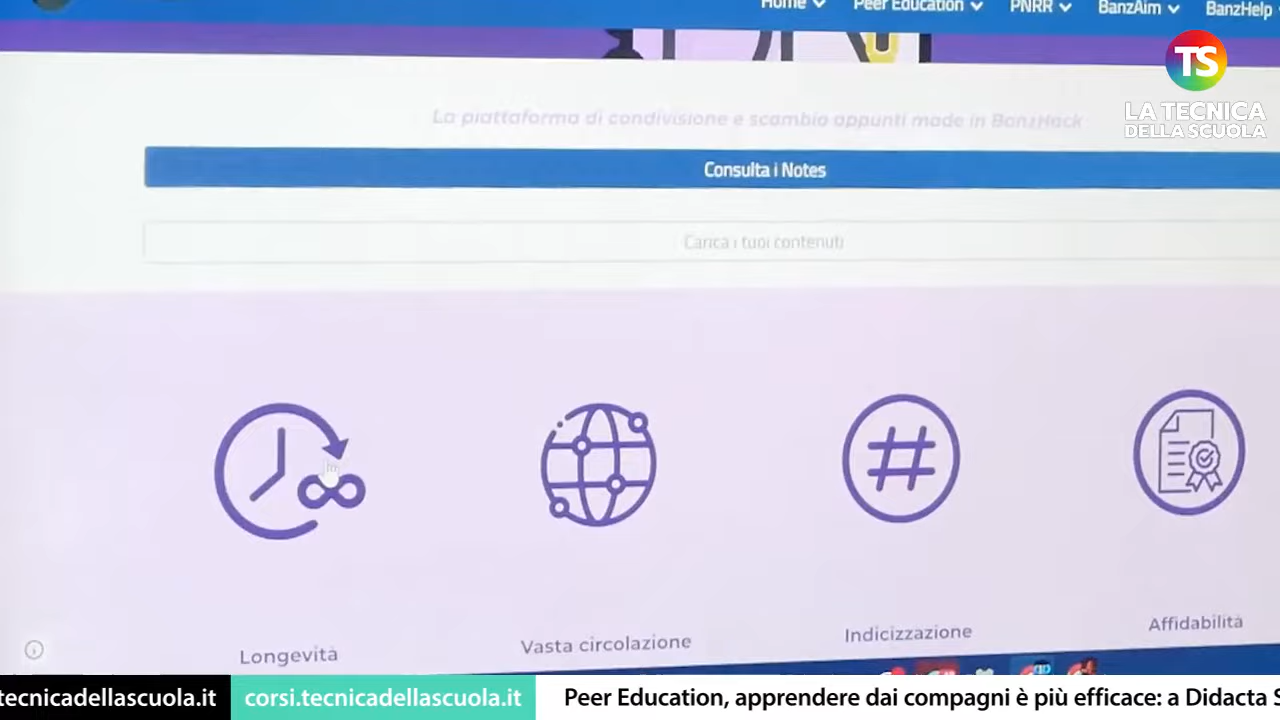 Home
Peer Education
PNRR
BanzAim
BanzHelp
TS
LA TECNICA
DELLA SCUOLA
La piattaforma di condivisione e scambio appunti made in BanzHack
Consulta i Notes
Carica i tuoi contenuti
#
Longevità
Vasta circolazione
Indicizzazione
Affidabilità
tecnicadellascuola.it
corsi.tecnicadellascuola.it
Peer Education, apprendere dai compagni è più efficace: a Didacta S